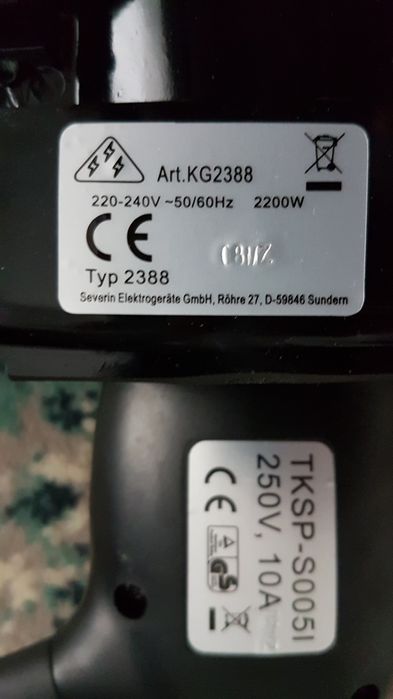 Art.KG2388
220-240V ~50/60Hz 2200W
CE
Typ 2388
Severin Elektrogeräte GmbH, Röhre 27, D-59846 Sundern
TKSP-S005I
250V, 10A
CE
GS